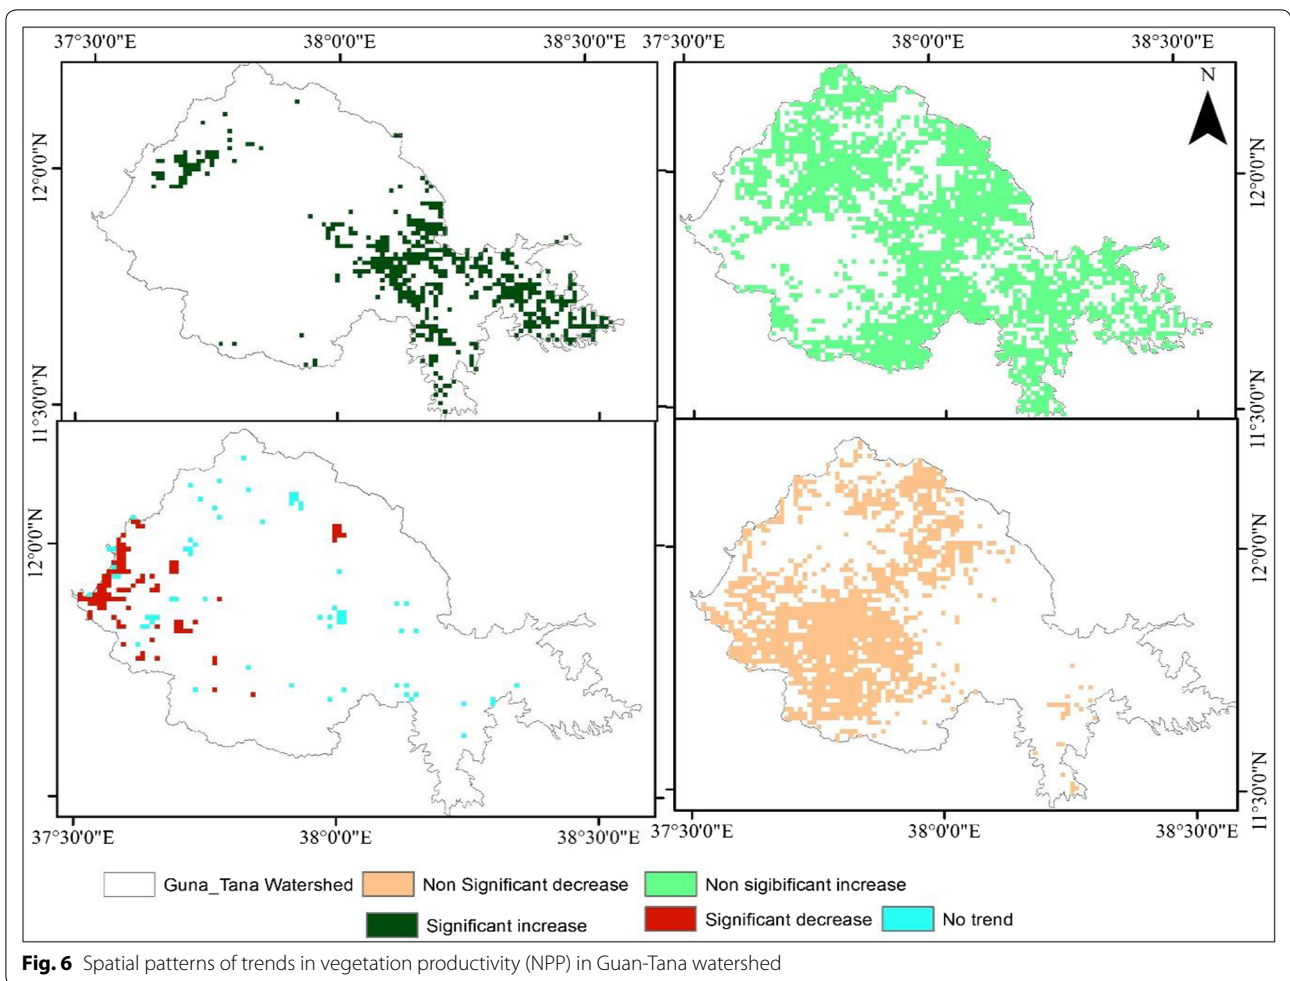 37°30'0"E 38°0'0"E 38°30'0"E 37°30'0"E 38°0'0"E 38°30'0"E
N
12°0'0"N
12°0'0"N
11°30'0"N
11°30'0"N
12°0'0"N
12°0'0"N
11°30'0"N
37°30'0"E 38°0'0"E 38°30'0"E 37°30'0"E 38°0'0"E 38°30'0"E
Guna_Tana Watershed Non Significant decrease Non sigibificant increase
Significant increase Significant decrease No trend
Fig. 6 Spatial patterns of trends in vegetation productivity (NPP) in Guan-Tana watershed